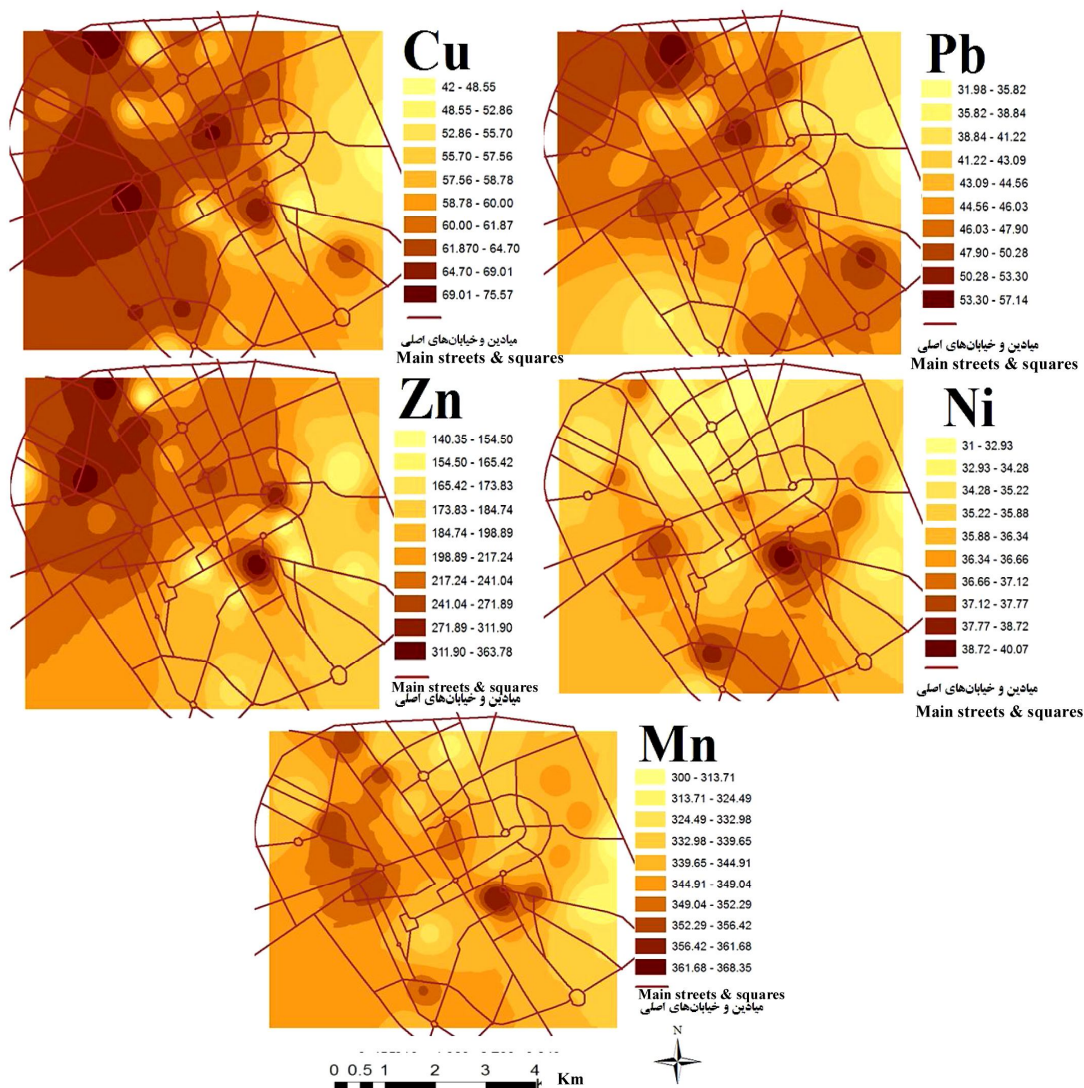 Cu
42 - 48.55
48.55 - 52.86
52.86 - 55.70
55.70 - 57.56
57.56 - 58.78
58.78 - 60.00
60.00 - 61.87
61.870 - 64.70
64.70 - 69.01
69.01 - 75.57
میادین و خیابان‌های اصلی
Main streets & squares
Pb
31.98 - 35.82
35.82 - 38.84
38.84 - 41.22
41.22 - 43.09
43.09 - 44.56
44.56 - 46.03
46.03 - 47.90
47.90 - 50.28
50.28 - 53.30
53.30 - 57.14
میادین و خیابان‌های اصلی
Main streets & squares
Zn
140.35 - 154.50
154.50 - 165.42
165.42 - 173.83
173.83 - 184.74
184.74 - 198.89
198.89 - 217.24
217.24 - 241.04
241.04 - 271.89
271.89 - 311.90
311.90 - 363.78
Main streets & squares
میادین و خیابان‌های اصلی
Ni
31 - 32.93
32.93 - 34.28
34.28 - 35.22
35.22 - 35.88
35.88 - 36.34
36.34 - 36.66
36.66 - 37.12
37.12 - 37.77
37.77 - 38.72
38.72 - 40.07
میادین و خیابان‌های اصلی
Main streets & squares
Mn
300 - 313.71
313.71 - 324.49
324.49 - 332.98
332.98 - 339.65
339.65 - 344.91
344.91 - 349.04
349.04 - 352.29
352.29 - 356.42
356.42 - 361.68
361.68 - 368.35
Main streets & squares
میادین و خیابان‌های اصلی
N
0 0.5 1 2 3 4 Km